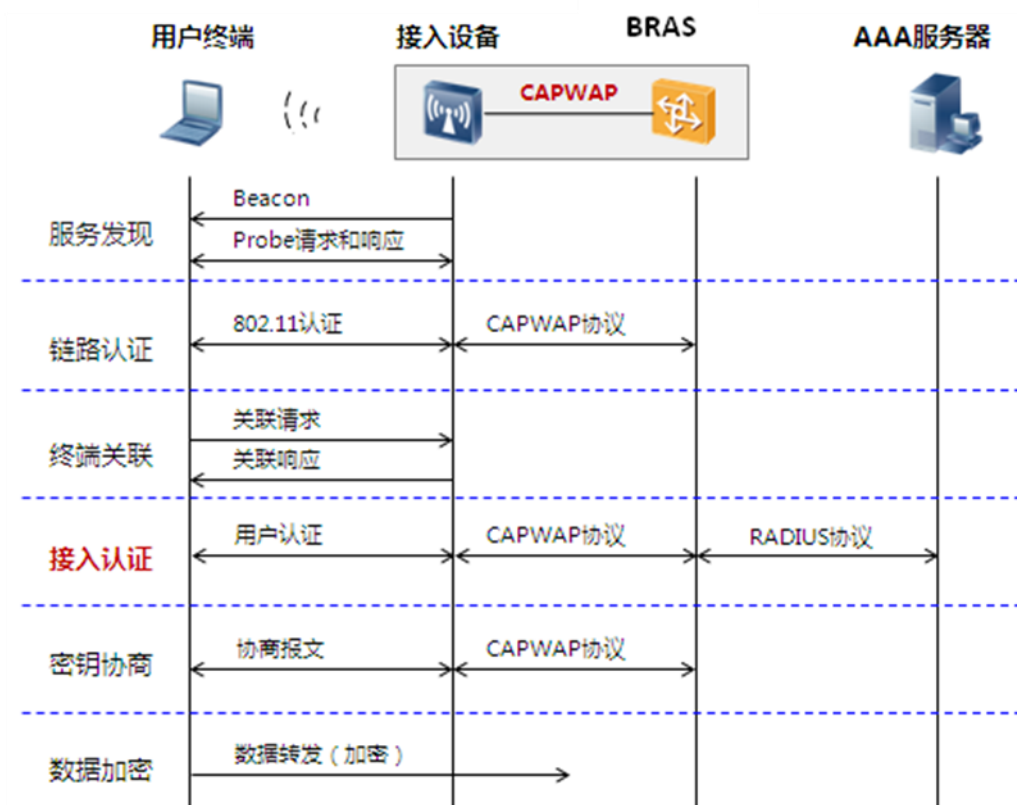 用户终端
接入设备
BRAS
AAA服务器
CAPWAP
服务发现
Beacon
Probe请求和响应
链路认证
802.11认证
CAPWAP协议
终端关联
关联请求
关联响应
接入认证
用户认证
CAPWAP协议
RADIUS协议
密钥协商
协商报文
CAPWAP协议
数据加密
数据转发（加密）